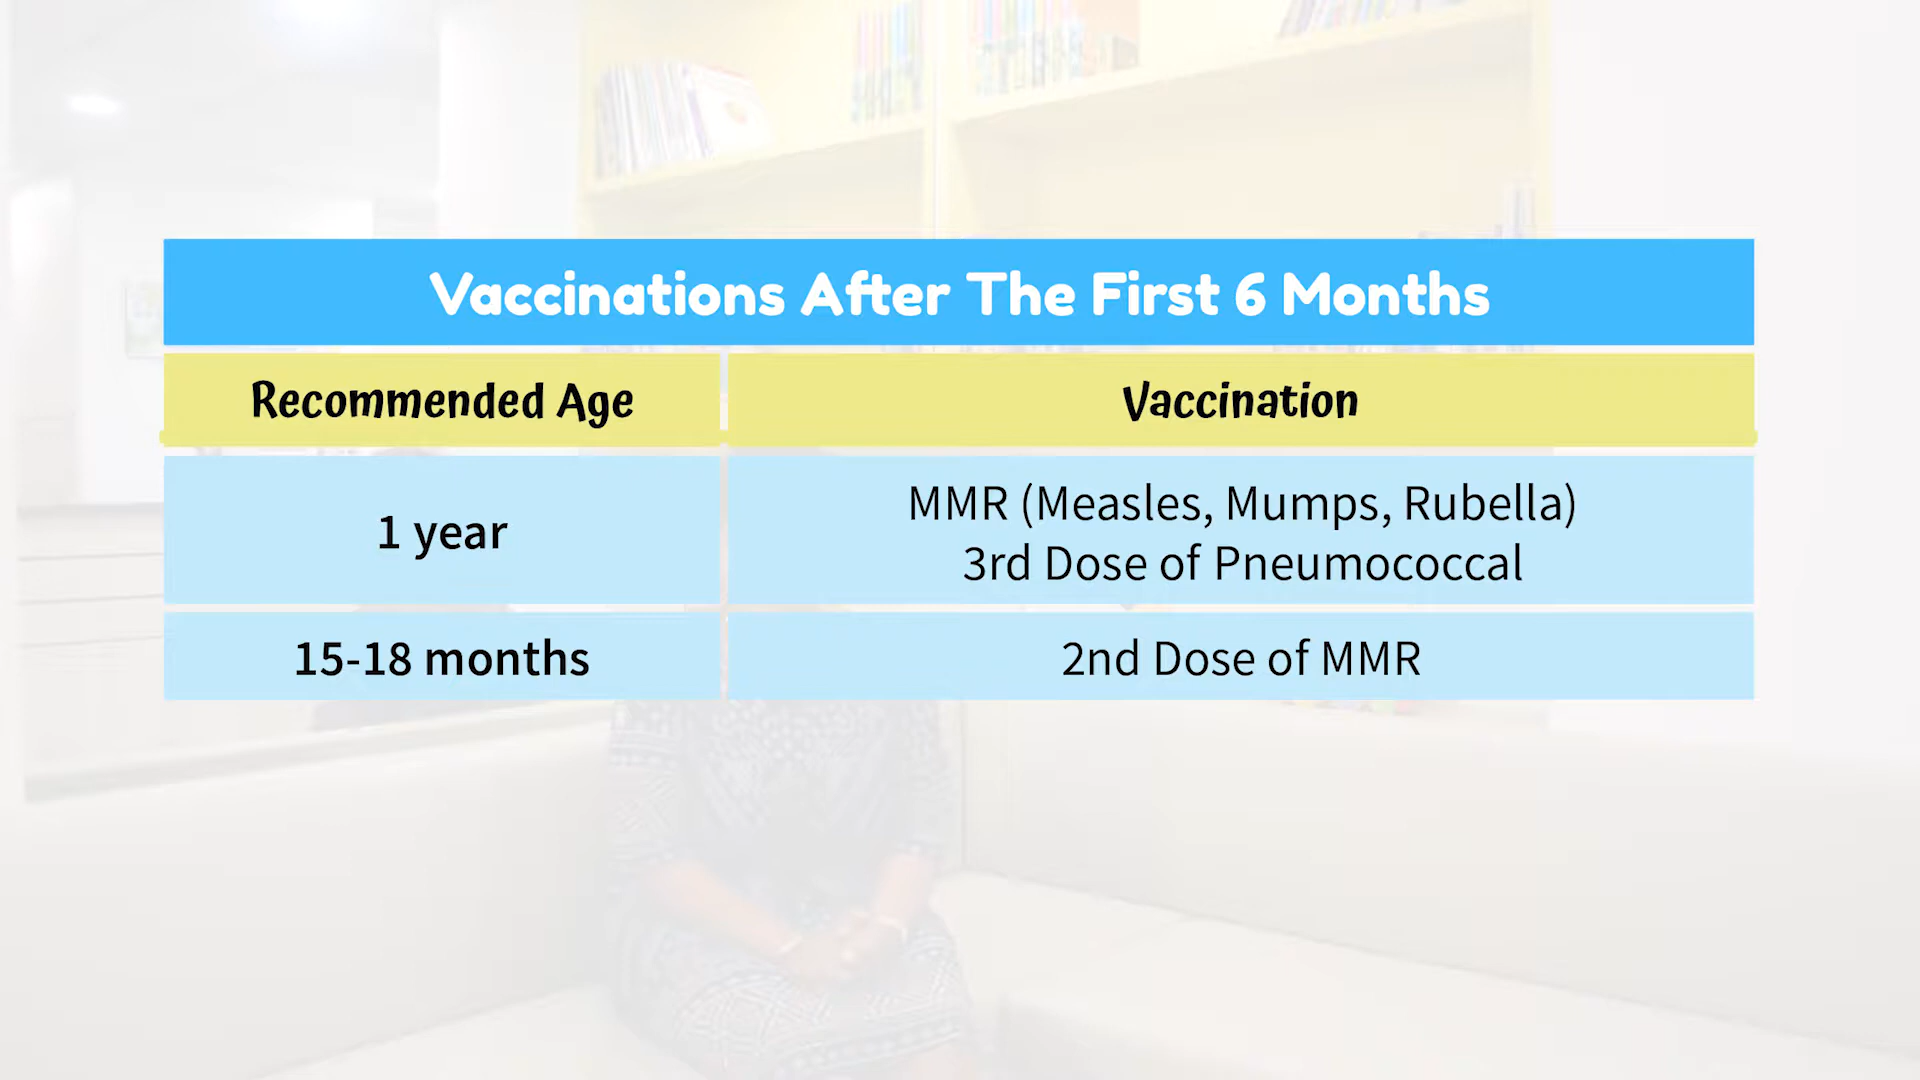 Vaccinations After The First 6 Months
Recommended Age
Vaccination
1 year
MMR (Measles, Mumps, Rubella)
3rd Dose of Pneumococcal
15-18 months
2nd Dose of MMR